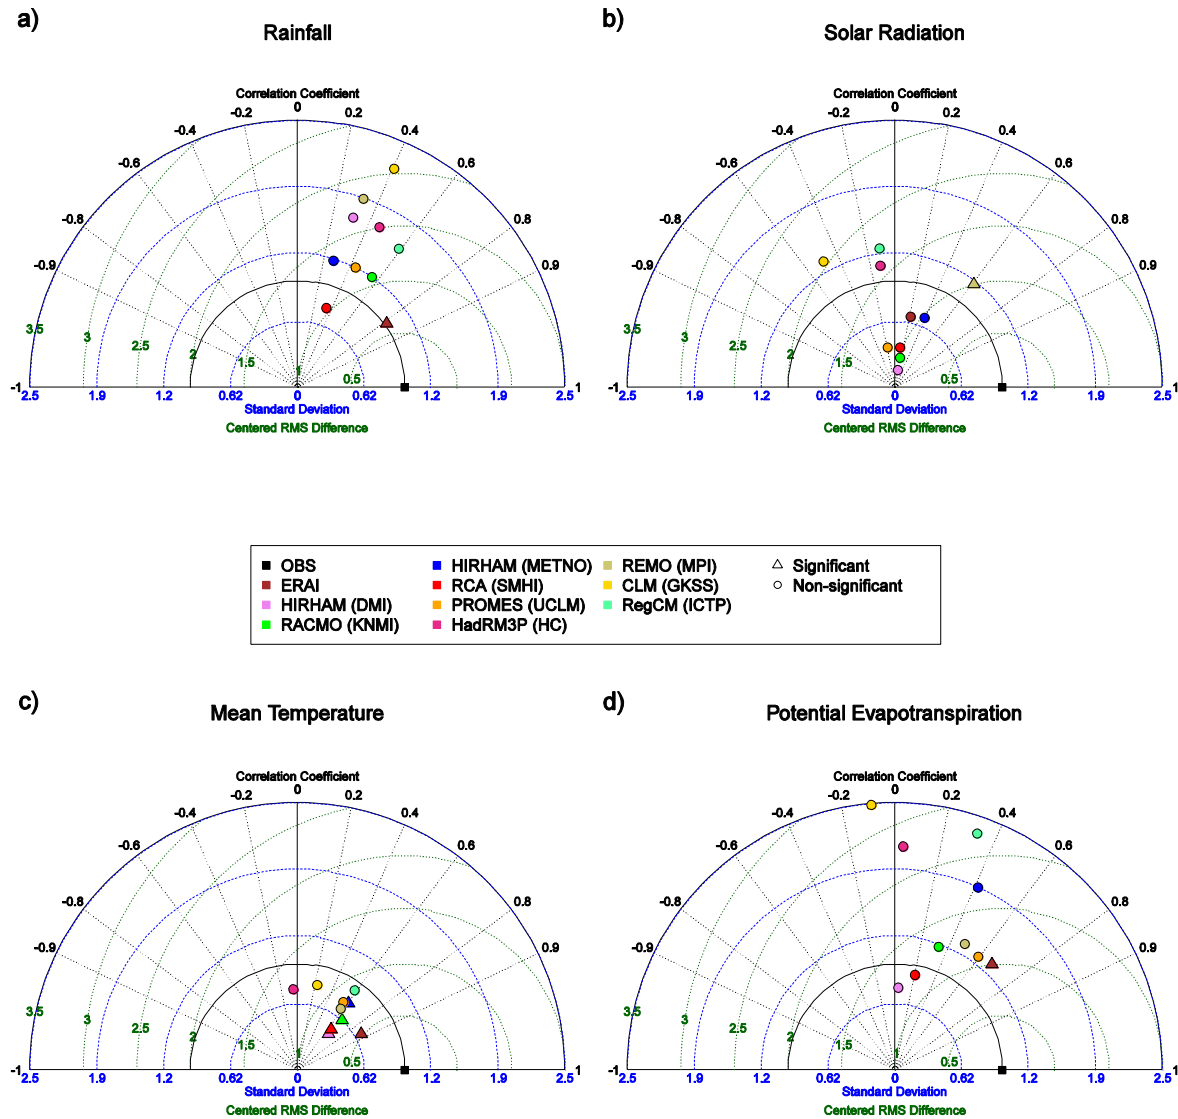 a)
Rainfall
Correlation Coefficient
-1 -0.9 -0.8 -0.6 -0.4 -0.2 0 0.2 0.4 0.6 0.8 0.9 1
3.5 3 2.5 2 1.5 1 0.5
2.5 1.9 1.2 0.62 0 0.62 1.2 1.9 2.5
Standard Deviation
Centered RMS Difference
b)
Solar Radiation
Correlation Coefficient
-1 -0.9 -0.8 -0.6 -0.4 -0.2 0 0.2 0.4 0.6 0.8 0.9 1
3.5 3 2.5 2 1.5 1 0.5
2.5 1.9 1.2 0.62 0 0.62 1.2 1.9 2.5
Standard Deviation
Centered RMS Difference
OBS
ERAI
HIRHAM (DMI)
RACMO (KNMI)
HIRHAM (METNO)
RCA (SMHI)
PROMES (UCLM)
HadRM3P (HC)
REMO (MPI)
CLM (GKSS)
RegCM (ICTP)
Significant
Non-significant
c)
Mean Temperature
Correlation Coefficient
-1 -0.9 -0.8 -0.6 -0.4 -0.2 0 0.2 0.4 0.6 0.8 0.9 1
3.5 3 2.5 2 1.5 1 0.5
2.5 1.9 1.2 0.62 0 0.62 1.2 1.9 2.5
Standard Deviation
Centered RMS Difference
d)
Potential Evapotranspiration
Correlation Coefficient
-1 -0.9 -0.8 -0.6 -0.4 -0.2 0 0.2 0.4 0.6 0.8 0.9 1
3.5 3 2.5 2 1.5 1 0.5
2.5 1.9 1.2 0.62 0 0.62 1.2 1.9 2.5
Standard Deviation
Centered RMS Difference